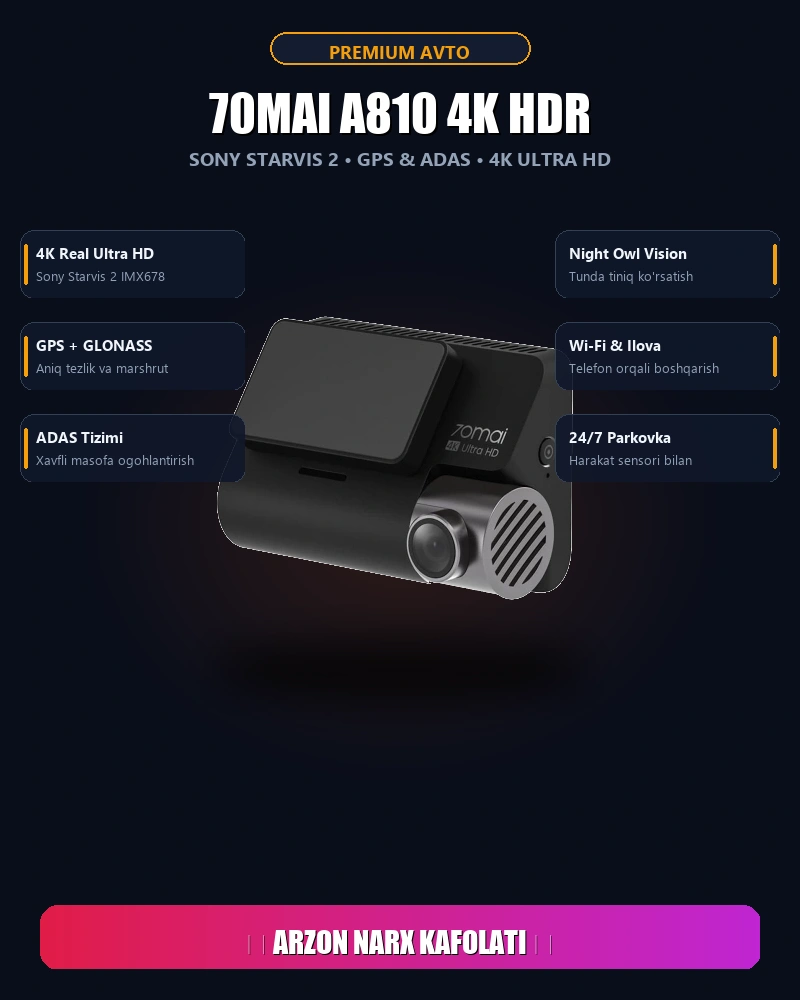 PREMIUM AVTO
70MAI A810 4K HDR
SONY STARVIS 2 • GPS & ADAS • 4K ULTRA HD
4K Real Ultra HD
Sony Starvis 2 IMX678
GPS + GLONASS
Aniq tezlik va marshrut
ADAS Tizimi
Xavfli masofa ogohlantirish
Night Owl Vision
Tunda tiniq ko'rsatish
Wi-Fi & Ilova
Telefon orqali boshqarish
24/7 Parkovka
Harakat sensori bilan
70mai
4K Ultra HD
ARZON NARX KAFOLATI